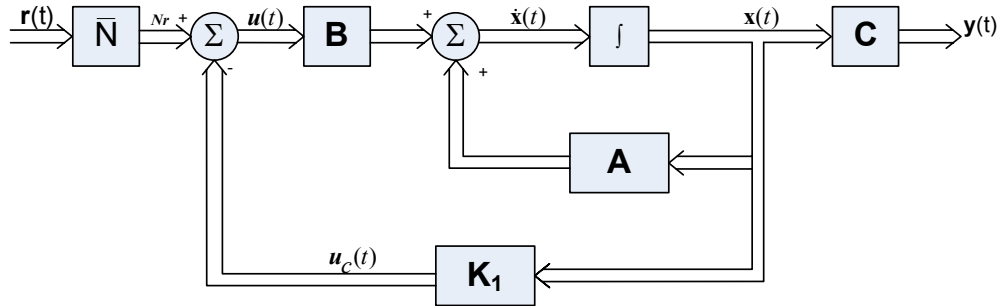 r(t)
N̅
Nr
+
Σ
-
u(t)
B
+
Σ
+
ẋ(t)
∫
x(t)
C
y(t)
A
u_C(t)
K₁